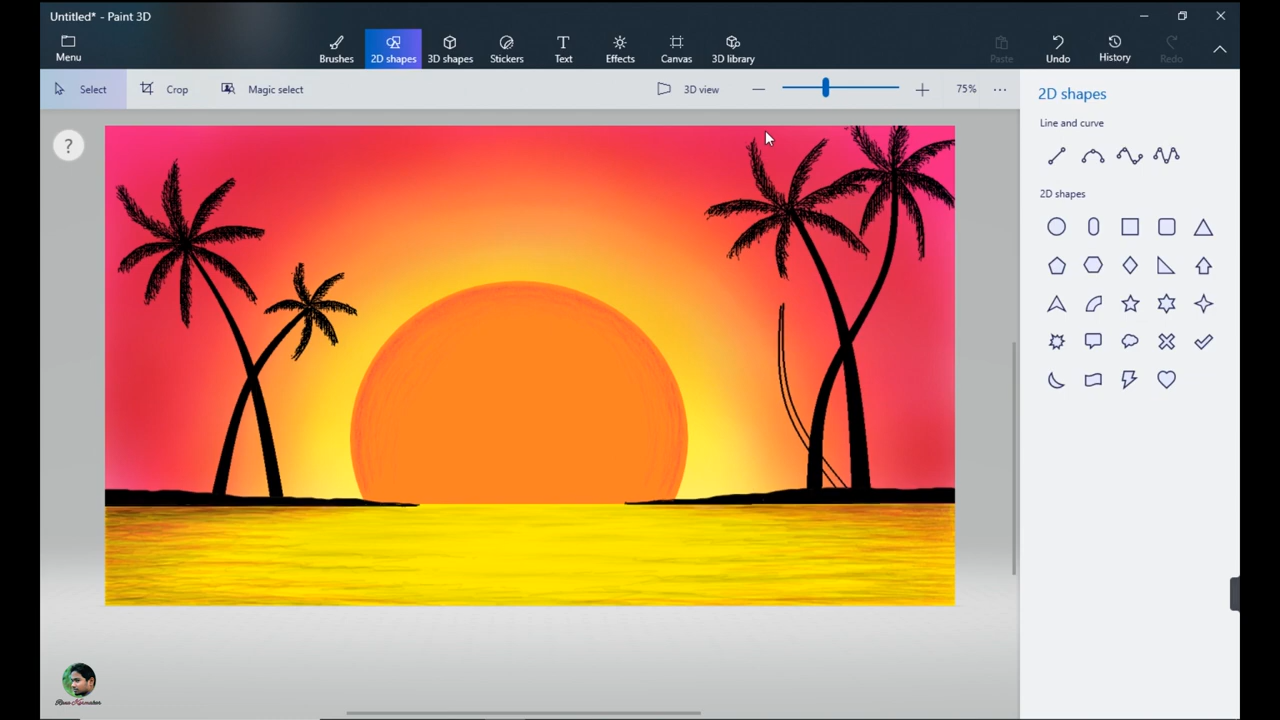 Untitled* - Paint 3D
Menu
Brushes
2D shapes
3D shapes
Stickers
Text
Effects
Canvas
3D library
Paste
Undo
History
Redo
Select
Crop
Magic select
3D view
75%
2D shapes
Line and curve
2D shapes
?